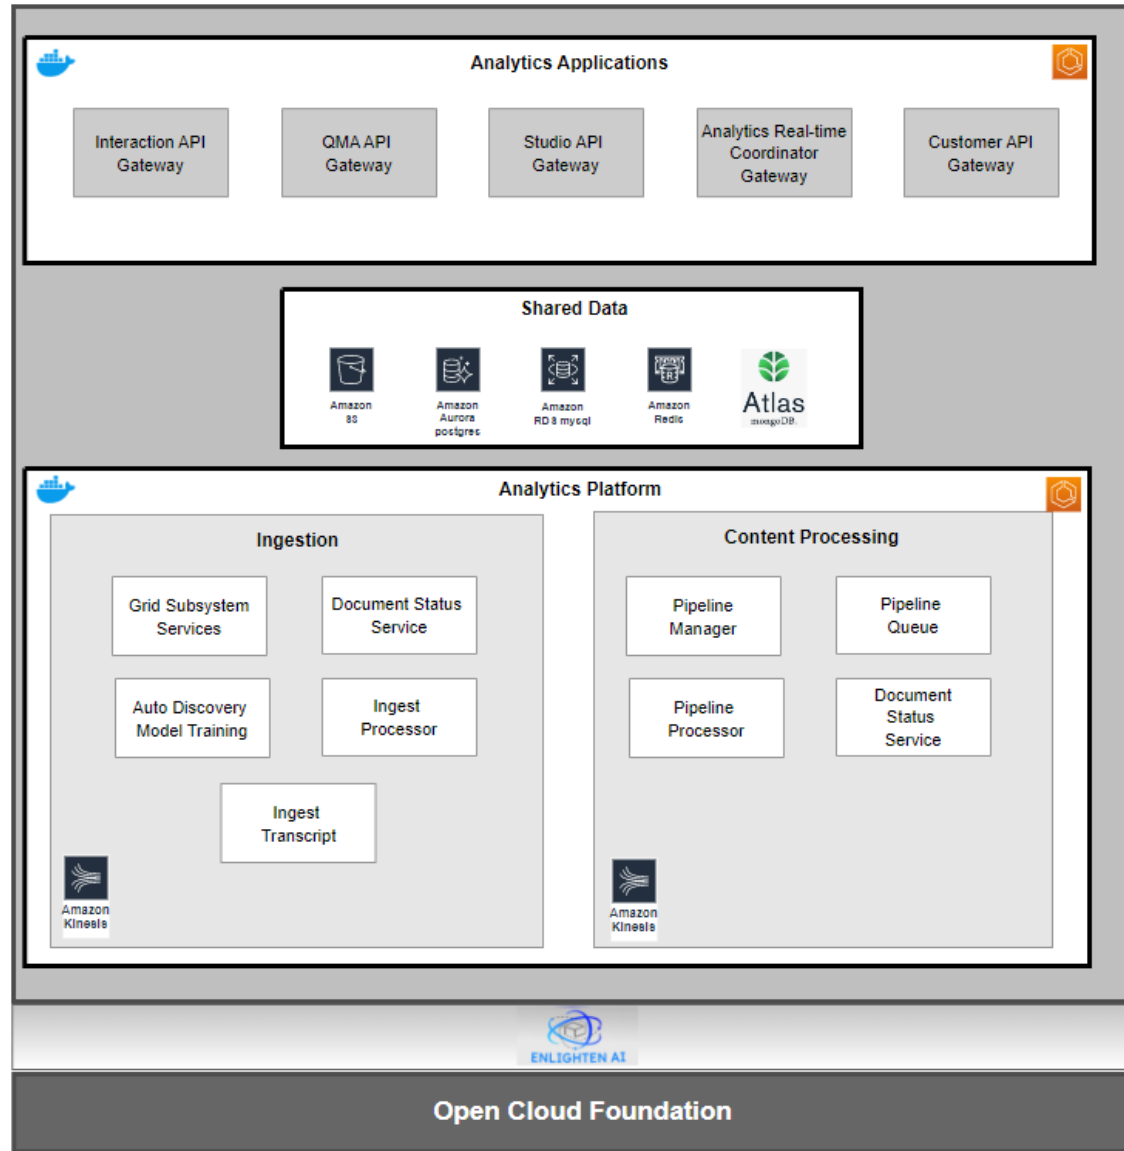 Analytics Applications
Interaction API
Gateway
QMA API
Gateway
Studio API
Gateway
Analytics Real-time
Coordinator
Gateway
Customer API
Gateway
Shared Data
Amazon
8S
Amazon
Aurora
postgres
Amazon
RD8 mysql
Amazon
Redis
Atlas
mongoDB.
Analytics Platform
Ingestion
Grid Subsystem
Services
Document Status
Service
Auto Discovery
Model Training
Ingest
Processor
Ingest
Transcript
Amazon
Kinesis
Content Processing
Pipeline
Manager
Pipeline
Queue
Pipeline
Processor
Document
Status
Service
Amazon
Kinesis
ENLIGHTEN AI
Open Cloud Foundation